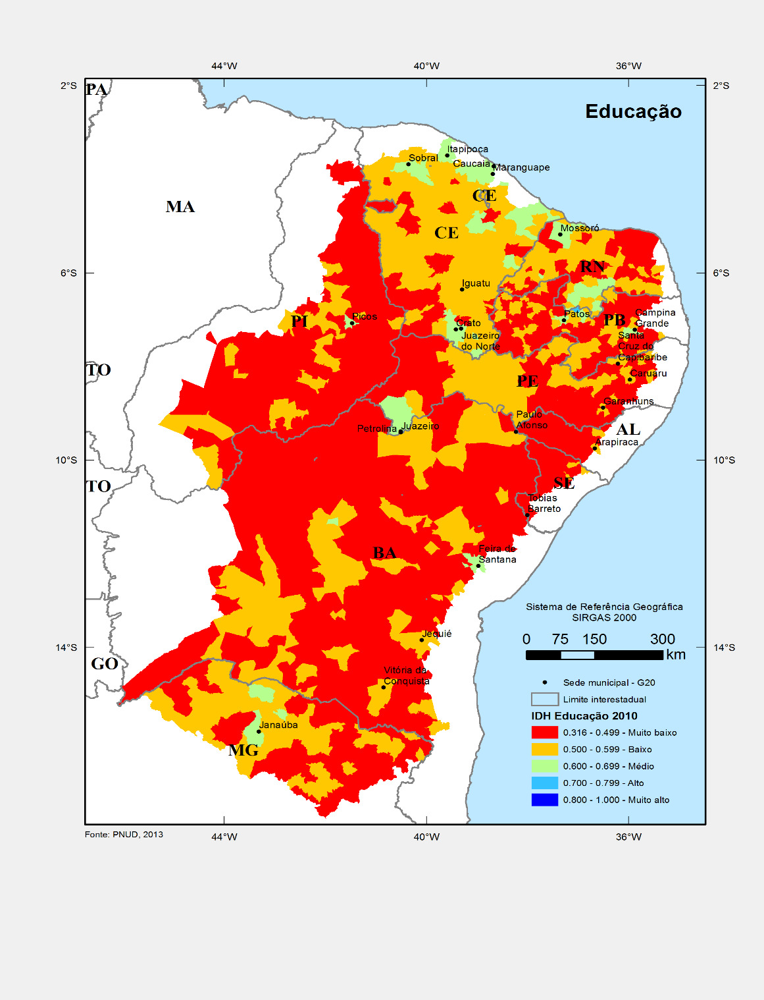 44°W 40°W 36°W
2°S 2°S
PA
Educação
Itapipoca
Sobral
Caucaia
Maranguape
CE
MA
Mossoró
CE
RN
6°S 6°S
Iguatu
Picos
PI
Patos
PB
Campina
Grande
Crato
Juazeiro
do Norte
Santa
Cruz do
Capibaribe
TO
PE
Caruaru
Garanhuns
Paulo
Afonso
Petrolina
Juazeiro
AL
Arapiraca
10°S 10°S
TO
SE
Tobias
Barreto
BA
Feira de
Santana
Sistema de Referência Geográfica
SIRGAS 2000
Jequié
0 75 150 300
km
14°S 14°S
GO
Vitória da
Conquista
Sede municipal - G20
Limite interestadual
IDH Educação 2010
Janaúba
0.316 - 0.499 - Muito baixo
MG
0.500 - 0.599 - Baixo
0.600 - 0.699 - Médio
0.700 - 0.799 - Alto
0.800 - 1.000 - Muito alto
Fonte: PNUD, 2013
44°W 40°W 36°W